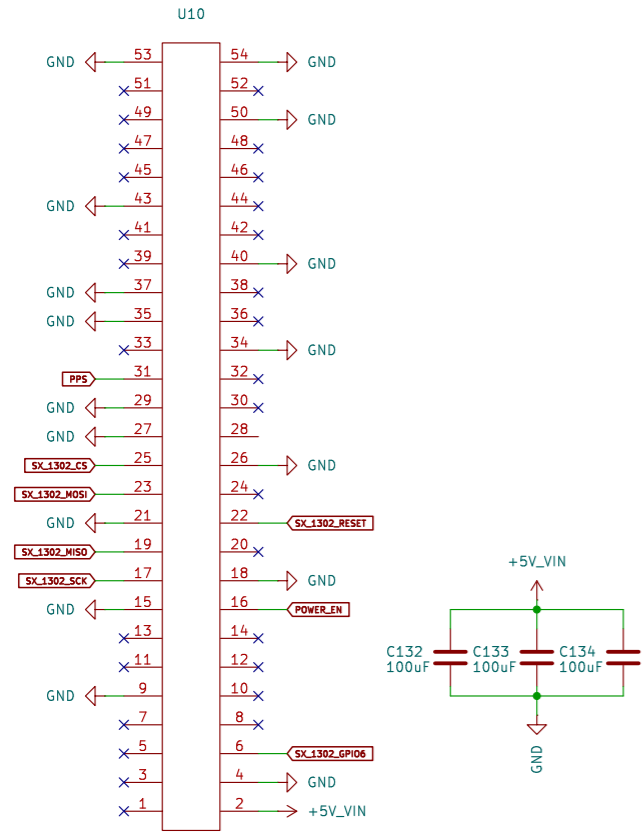 U10
GND 53 54 GND
51 52
49 50 GND
47 48
45 46
GND 43 44
41 42
39 40 GND
GND 37 38
GND 35 36
33 34 GND
PPS 31 32
GND 29 30
GND 27 28
SX_1302_CS 25 26 GND
SX_1302_MOSI 23 24
GND 21 22 SX_1302_RESET
SX_1302_MISO 19 20
SX_1302_SCK 17 18 GND
GND 15 16 POWER_EN
13 14
11 12
GND 9 10
7 8
5 6 SX_1302_GPIO6
3 4 GND
1 2 +5V_VIN
+5V_VIN
C132 C133 C134
100uF 100uF 100uF
GND